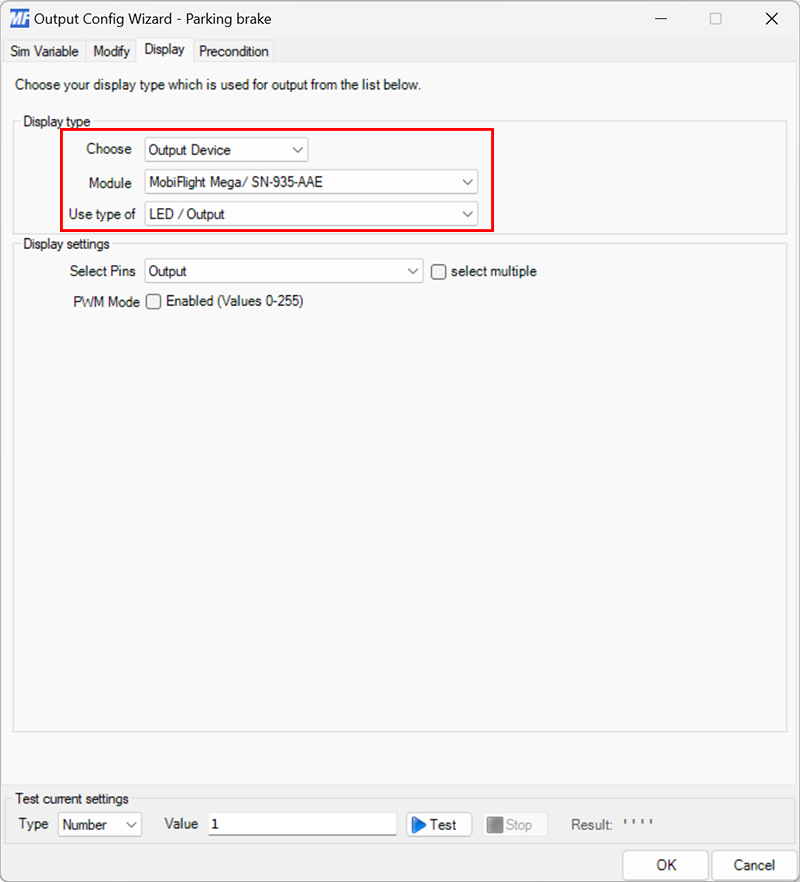 MF Output Config Wizard - Parking brake
Sim Variable Modify Display Precondition
Choose your display type which is used for output from the list below.
Display type
Choose Output Device
Module MobiFlight Mega/ SN-935-AAE
Use type of LED / Output
Display settings
Select Pins Output select multiple
PWM Mode Enabled (Values 0-255)
Test current settings
Type Number Value 1 Test Stop Result: ' ' ' '
OK Cancel